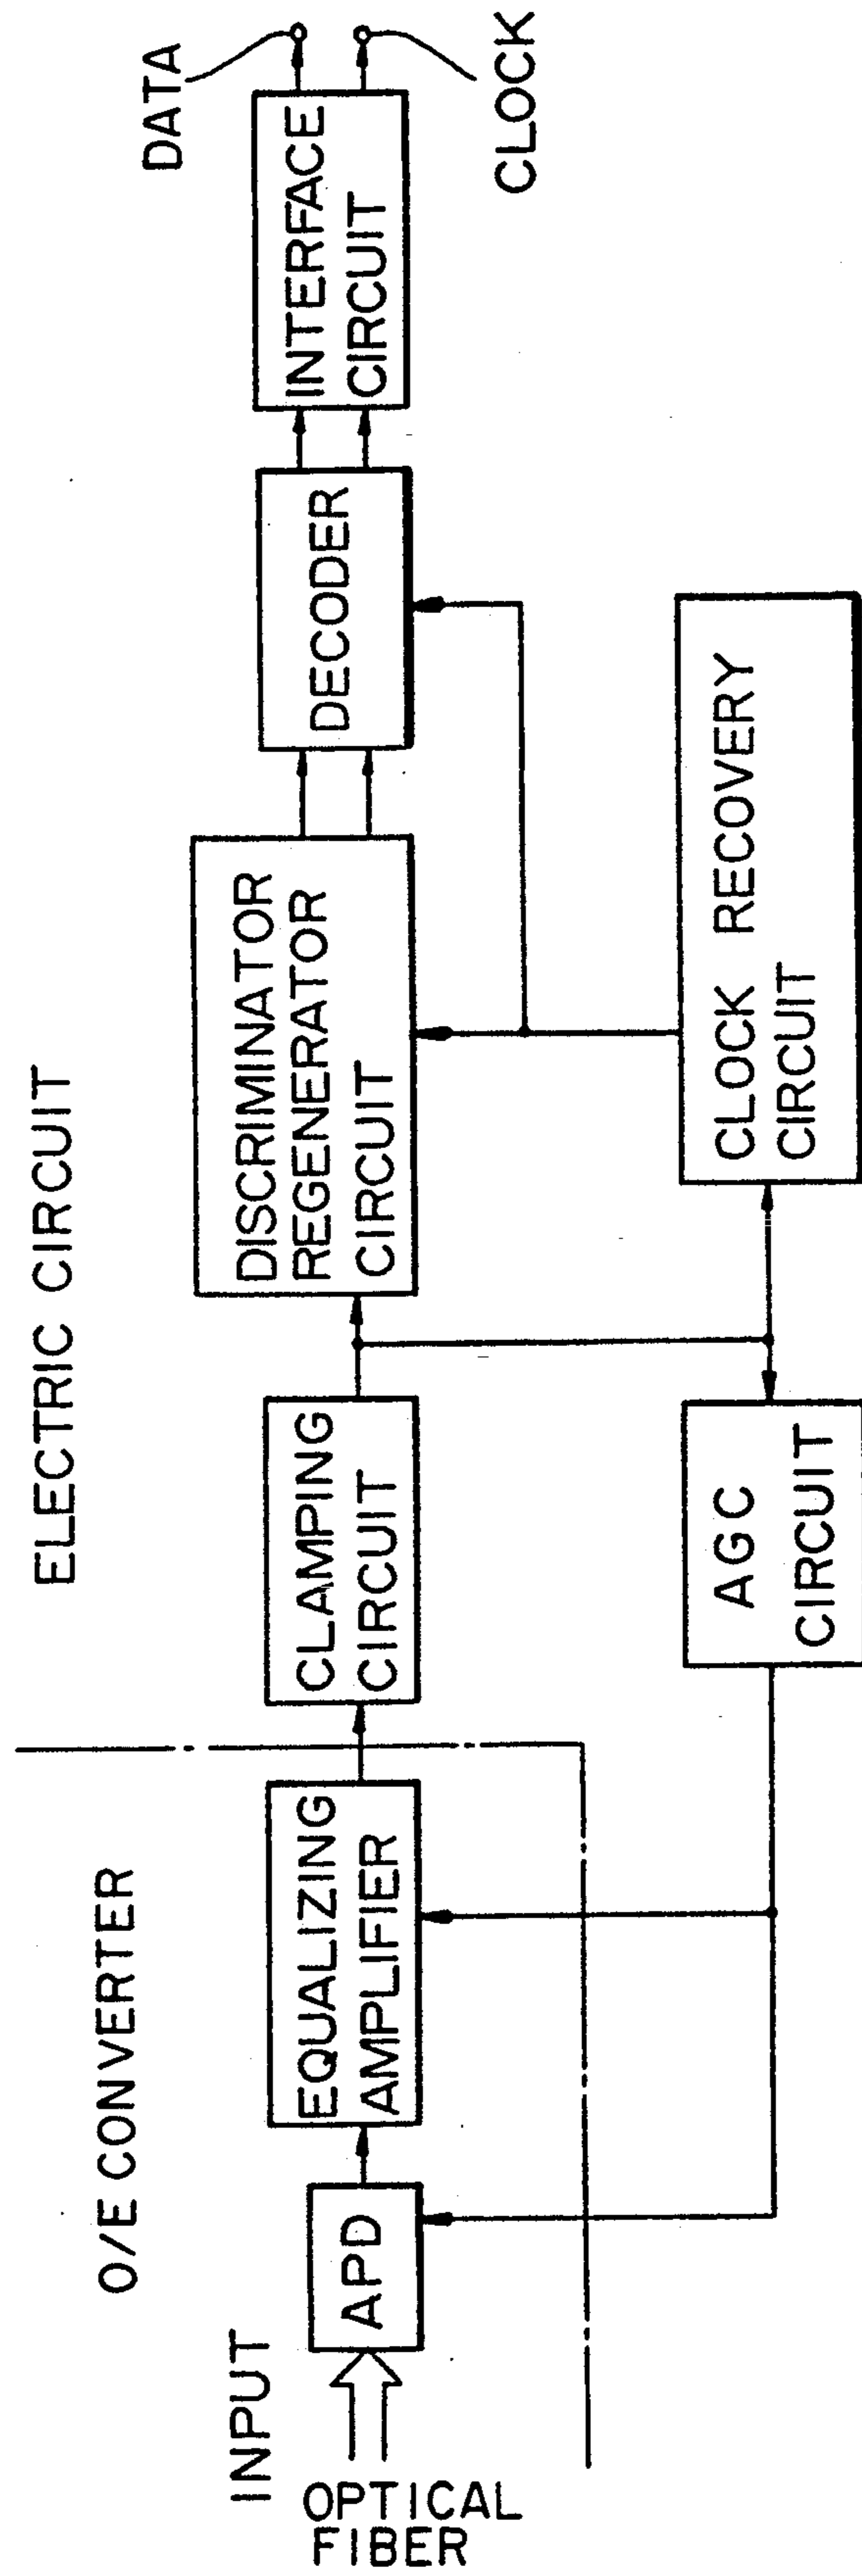 O/E CONVERTER
ELECTRIC CIRCUIT
INPUT
OPTICAL
FIBER
APD
EQUALIZING
AMPLIFIER
CLAMPING
CIRCUIT
DISCRIMINATOR
REGENERATOR
CIRCUIT
DECODER
INTERFACE
CIRCUIT
DATA
CLOCK
AGC
CIRCUIT
CLOCK RECOVERY
CIRCUIT